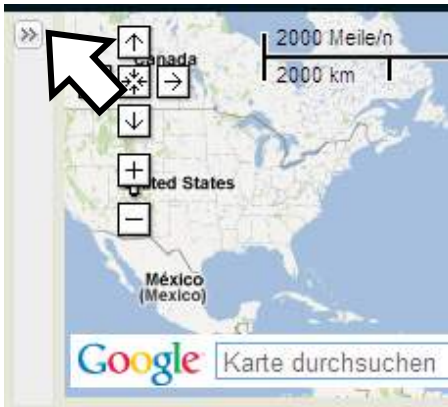 2000 Meile/n
Canada
2000 km
United States
México
(Mexico)
Google Karte durchsuchen